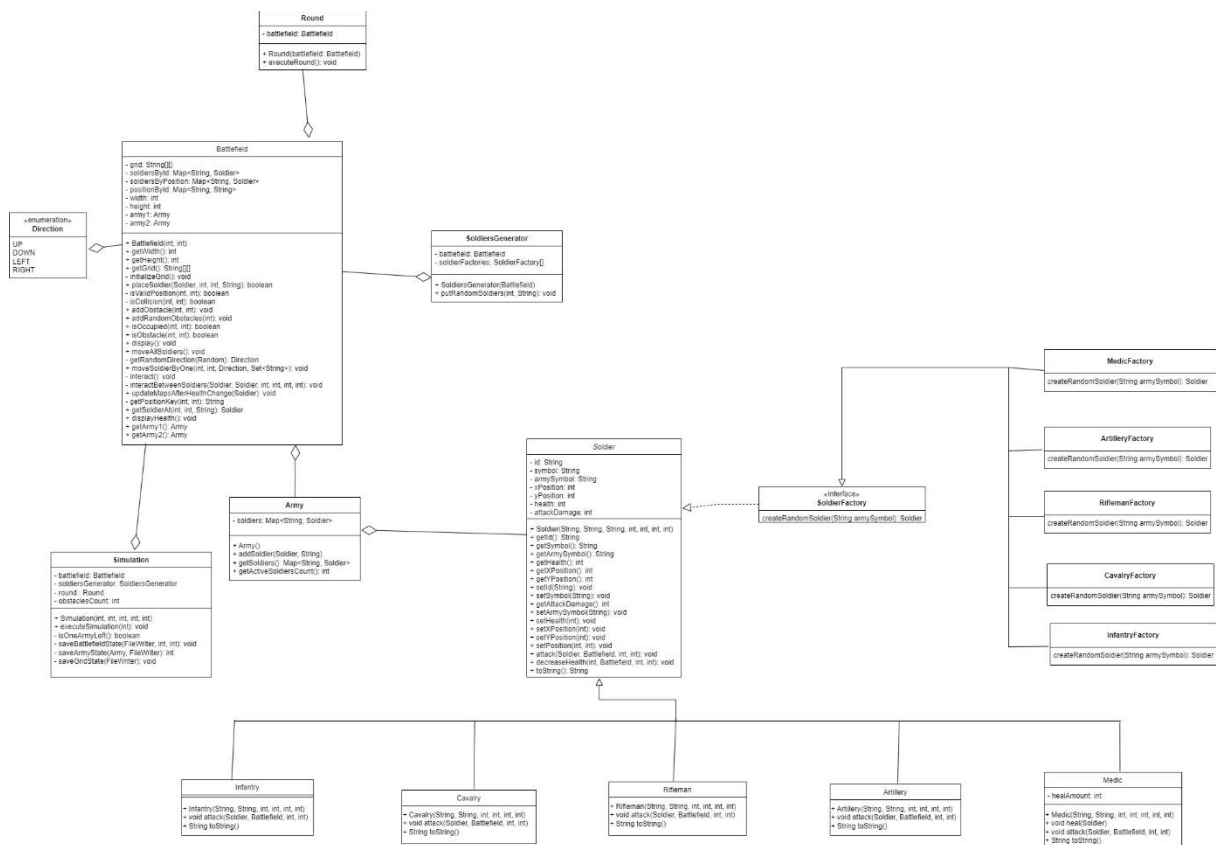 Round
- battlefield: Battlefield
+ Round(battlefield: Battlefield)
+ executeRound(): void
Battlefield
- grid: String[][]
- soldiersById: Map<String, Soldier>
- soldiersByPosition: Map<String, Soldier>
- positionById: Map<String, String>
- width: int
- height: int
- army1: Army
- army2: Army
+ Battlefield(int, int)
+ getWidth(): int
+ getHeight(): int
+ getGrid(): String[][]
- initializeGrid(): void
+ placeSoldier(Soldier, int, int, String): boolean
- isValidPosition(int, int): boolean
- isCollision(int, int): boolean
+ addObstacle(int, int): void
+ addRandomObstacles(int): void
+ isOccupied(int, int): boolean
+ isObstacle(int, int): boolean
+ display(): void
+ moveAllSoldiers(): void
- getRandomDirection(Random): Direction
+ moveSoldierByOne(int, int, Direction, Set<String>): void
- interact(): void
- interactBetweenSoldiers(Soldier, Soldier, int, int, int, int): void
+ updateMapsAfterHealthChange(Soldier): void
- getPositionKey(int, int): String
+ getSoldierAt(int, int, String): Soldier
+ displayHealth(): void
+ getArmy1(): Army
+ getArmy2(): Army
«enumeration»
Direction
UP
DOWN
LEFT
RIGHT
SoldiersGenerator
- battlefield: Battlefield
- soldierFactories: SoldierFactory[]
+ SoldiersGenerator(Battlefield)
+ putRandomSoldiers(int, String): void
MedicFactory
createRandomSoldier(String armySymbol): Soldier
ArtilleryFactory
createRandomSoldier(String armySymbol): Soldier
RiflemanFactory
createRandomSoldier(String armySymbol): Soldier
CavalryFactory
createRandomSoldier(String armySymbol): Soldier
InfantryFactory
createRandomSoldier(String armySymbol): Soldier
«interface»
SoldierFactory
createRandomSoldier(String armySymbol): Soldier
Soldier
- id: String
- symbol: String
- armySymbol: String
- xPosition: int
- yPosition: int
- health: int
- attackDamage: int
+ Soldier(String, String, String, int, int, int, int)
+ getId(): String
+ getSymbol(): String
+ getArmySymbol(): String
+ getHealth(): int
+ getXPosition(): int
+ getYPosition(): int
+ setId(String): void
+ setSymbol(String): void
+ getAttackDamage(): int
+ setArmySymbol(String): void
+ setHealth(int): void
+ setXPosition(int): void
+ setYPosition(int): void
+ setPosition(int, int): void
+ attack(Soldier, Battlefield, int, int): void
+ decreaseHealth(int, Battlefield, int, int): void
+ toString(): String
Army
- soldiers: Map<String, Soldier>
+ Army()
+ addSoldier(Soldier, String)
+ getSoldiers(): Map<String, Soldier>
+ getActiveSoldiersCount(): int
Simulation
- battlefield: Battlefield
- soldiersGenerator: SoldiersGenerator
- round : Round
- obstaclesCount: int
+ Simulation(int, int, int, int, int)
+ executeSimulation(int): void
- isOneArmyLeft(): boolean
- saveBattlefieldState(FileWriter, int, int): void
- saveArmyState(Army, FileWriter): int
- saveGridState(FileWriter): void
Infantry
+ Infantry(String, String, int, int, int, int)
+ void attack(Soldier, Battlefield, int, int)
+ String toString()
Cavalry
+ Cavalry(String, String, int, int, int, int)
+ void attack(Soldier, Battlefield, int, int)
+ String toString()
Rifleman
+ Rifleman(String, String, int, int, int, int)
+ void attack(Soldier, Battlefield, int, int)
+ String toString()
Artillery
+ Artillery(String, String, int, int, int, int)
+ void attack(Soldier, Battlefield, int, int)
+ String toString()
Medic
- healAmount: int
+ Medic(String, String, int, int, int, int, int)
+ void heal(Soldier)
+ void attack(Soldier, Battlefield, int, int)
+ String toString()